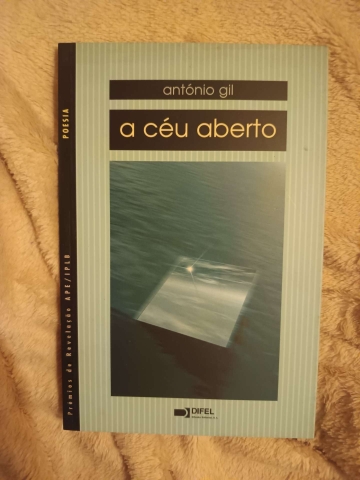 antónio gil
a céu aberto
POESIA
Prémios de Revelação APE/IPLB
DIFEL